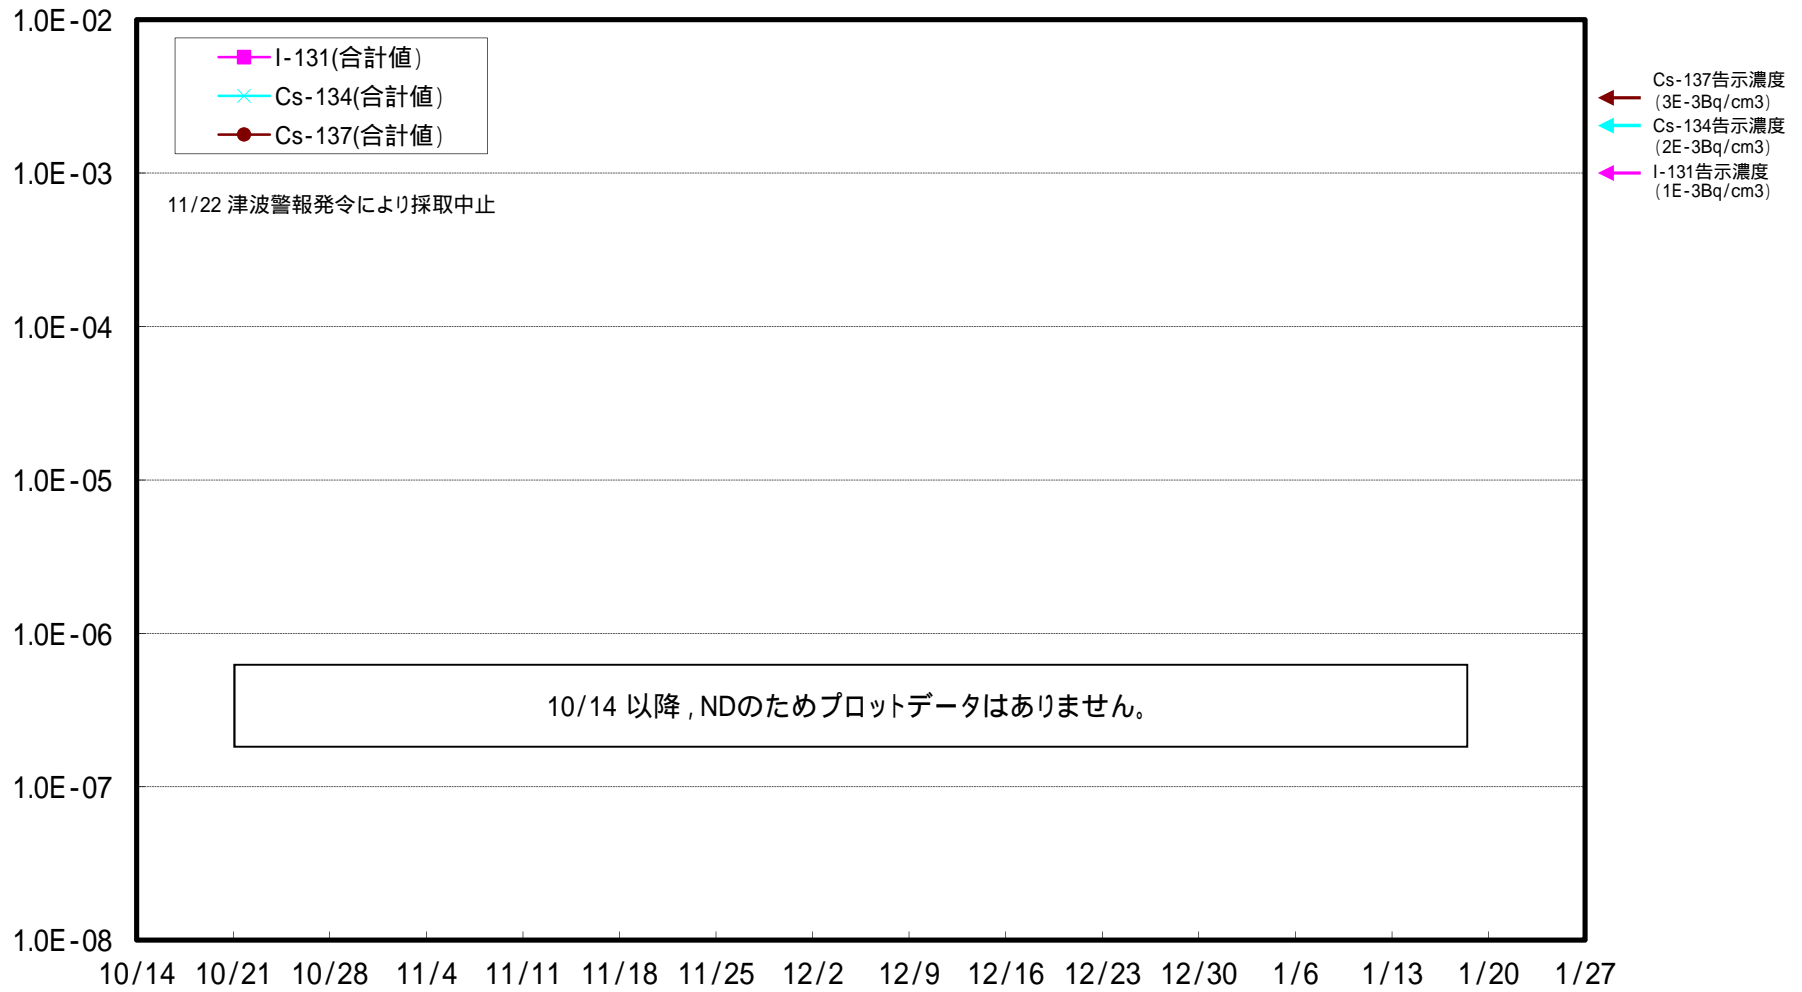 1.0E-02
1.0E-03
1.0E-04
1.0E-05
1.0E-06
1.0E-07
1.0E-08
I-131(合計値)
Cs-134(合計値)
Cs-137(合計値)
11/22 津波警報発令により採取中止
Cs-137告示濃度
(3E-3Bq/cm3)
Cs-134告示濃度
(2E-3Bq/cm3)
I-131告示濃度
(1E-3Bq/cm3)
10/14 以降,NDのためプロットデータはありません。
10/14 10/21 10/28 11/4 11/11 11/18 11/25 12/2 12/9 12/16 12/23 12/30 1/6 1/13 1/20 1/27